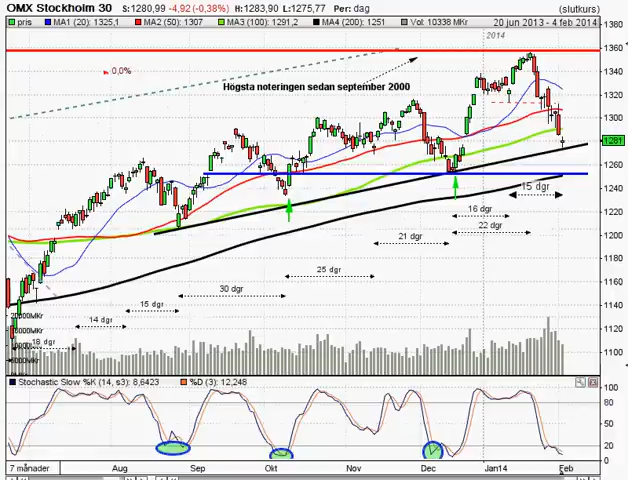 OMX Stockholm 30 S:1280,99 -4,92 (-0,38%) H:1283,90 L:1275,77 Per: dag (slutkurs)
pris MA1 (20): 1325,1 MA2 (50): 1307 MA3 (100): 1291,2 MA4 (200): 1251 Vol: 10338 MKr 20 jun 2013 - 4 feb 2014
2014
1380
1360
1340
1320
1300
1281
1260
1240
1220
1200
1180
1160
1140
1120
1100
0,0%
Högsta noteringen sedan september 2000
15 dgr
16 dgr
22 dgr
21 dgr
25 dgr
30 dgr
15 dgr
14 dgr
18 dgr
Stochastic Slow %K (14, s3): 8,6423 %D (3): 12,248
100
80
40
20
0
7 månader Aug Sep Okt Nov Dec Jan14 Feb